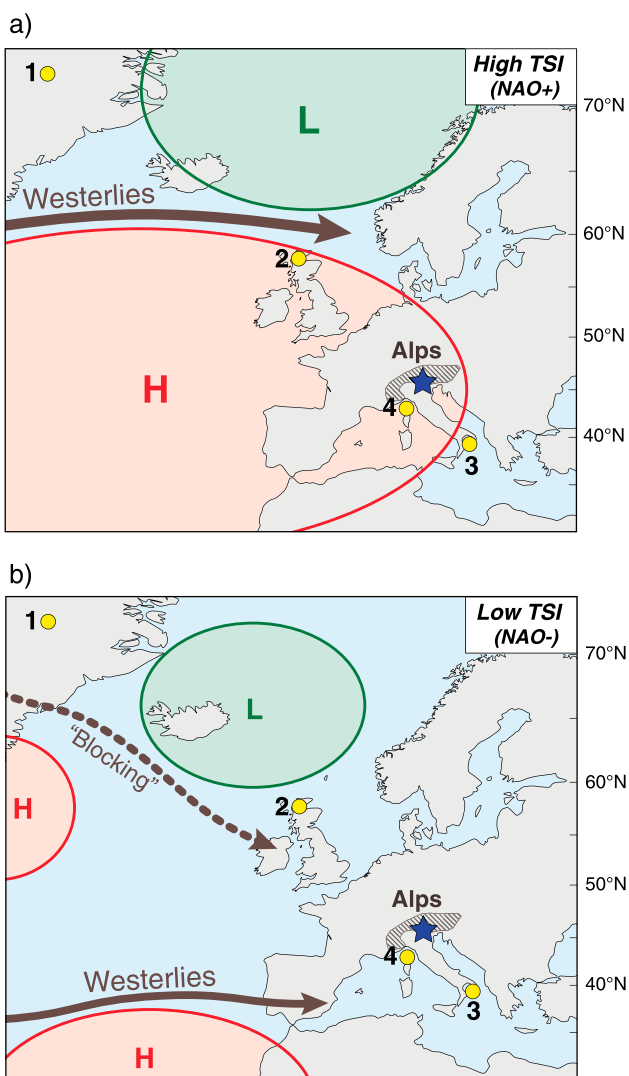 a)
1
High TSI
(NAO+)
L
70°N
Westerlies
60°N
2
50°N
Alps
H
4
40°N
3
b)
1
Low TSI
(NAO-)
70°N
L
"Blocking"
60°N
H
2
50°N
Alps
4
Westerlies
40°N
3
H